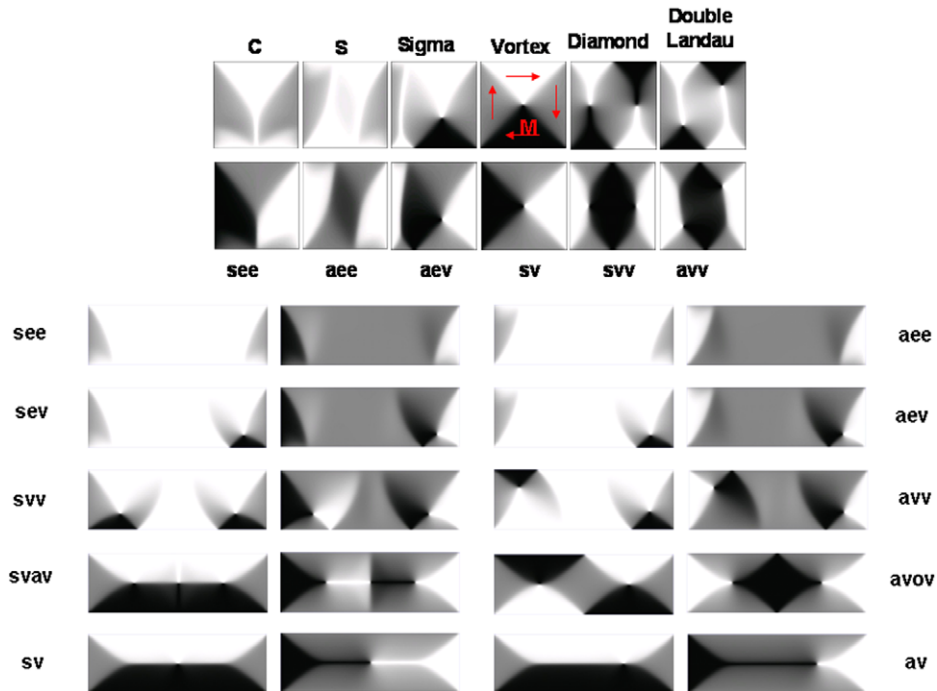 C S Sigma Vortex Diamond Double Landau
M
see aee aev sv svv avv
see aee
sev aev
svv avv
svav avov
sv av